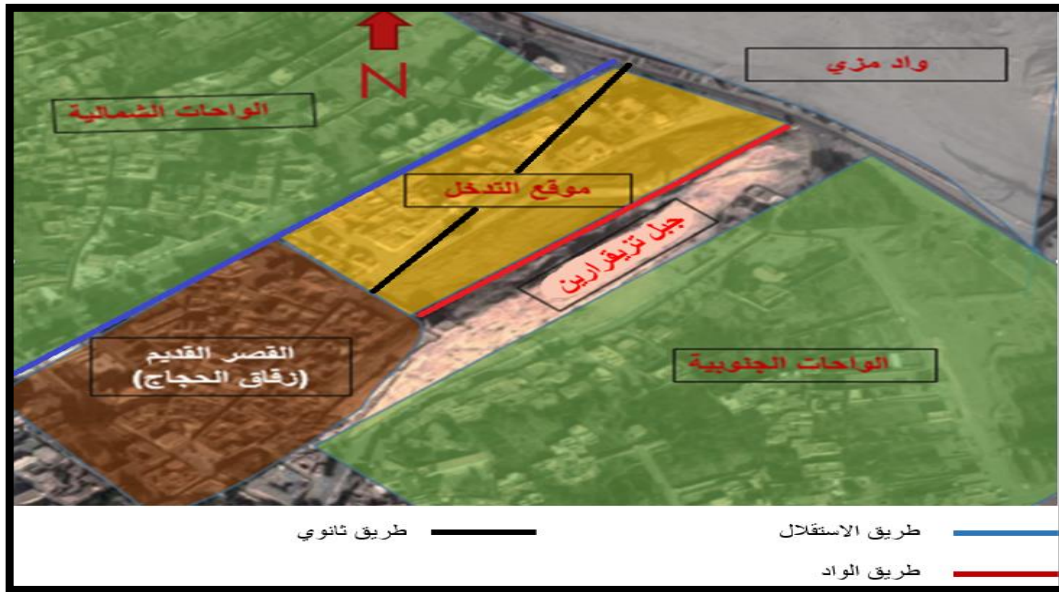 واد مزي
N
الواحات الشمالية
موقع التدخل
جبل تزيقرارين
القصر القديم
(زقاق الحجاج)
الواحات الجنوبية
طريق الاستقلال
طريق ثانوي
طريق الواد